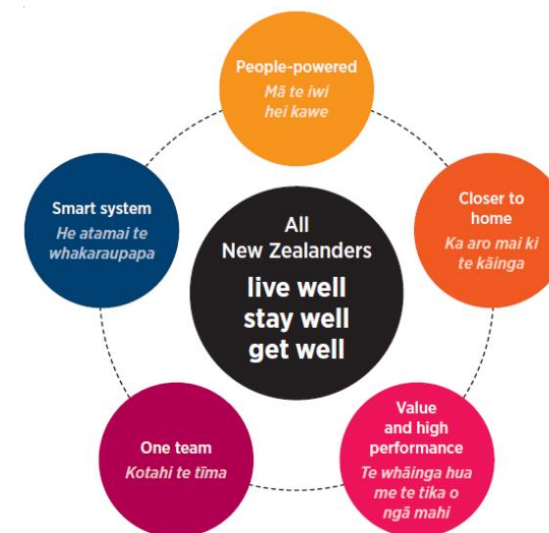 People-powered
Mā te iwi
hei kawe
Closer to
home
Ka aro mai ki
te kāinga
Value
and high
performance
Te whāinga hua
me te tika o
ngā mahi
One team
Kotahi te tīma
Smart system
He atamai te
whakaraupapa
All
New Zealanders
live well
stay well
get well